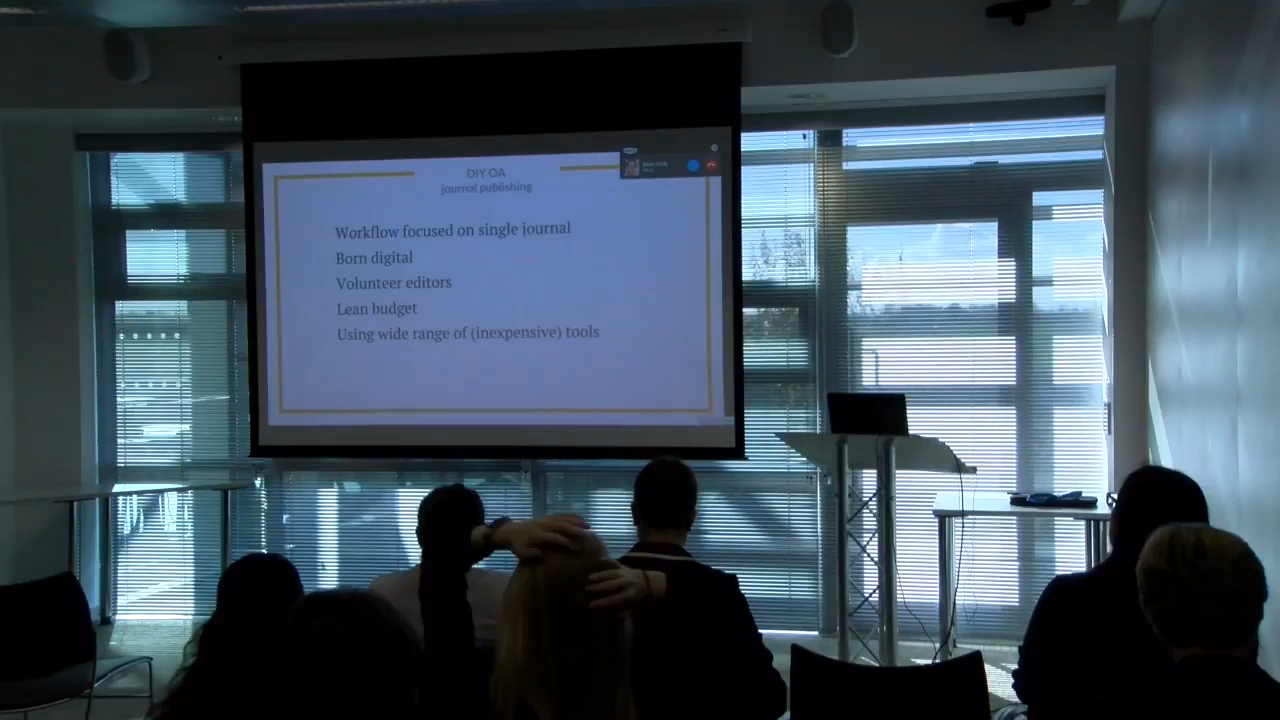 DIY OA
journal publishing
Workflow focused on single journal
Born digital
Volunteer editors
Lean budget
Using wide range of (inexpensive) tools